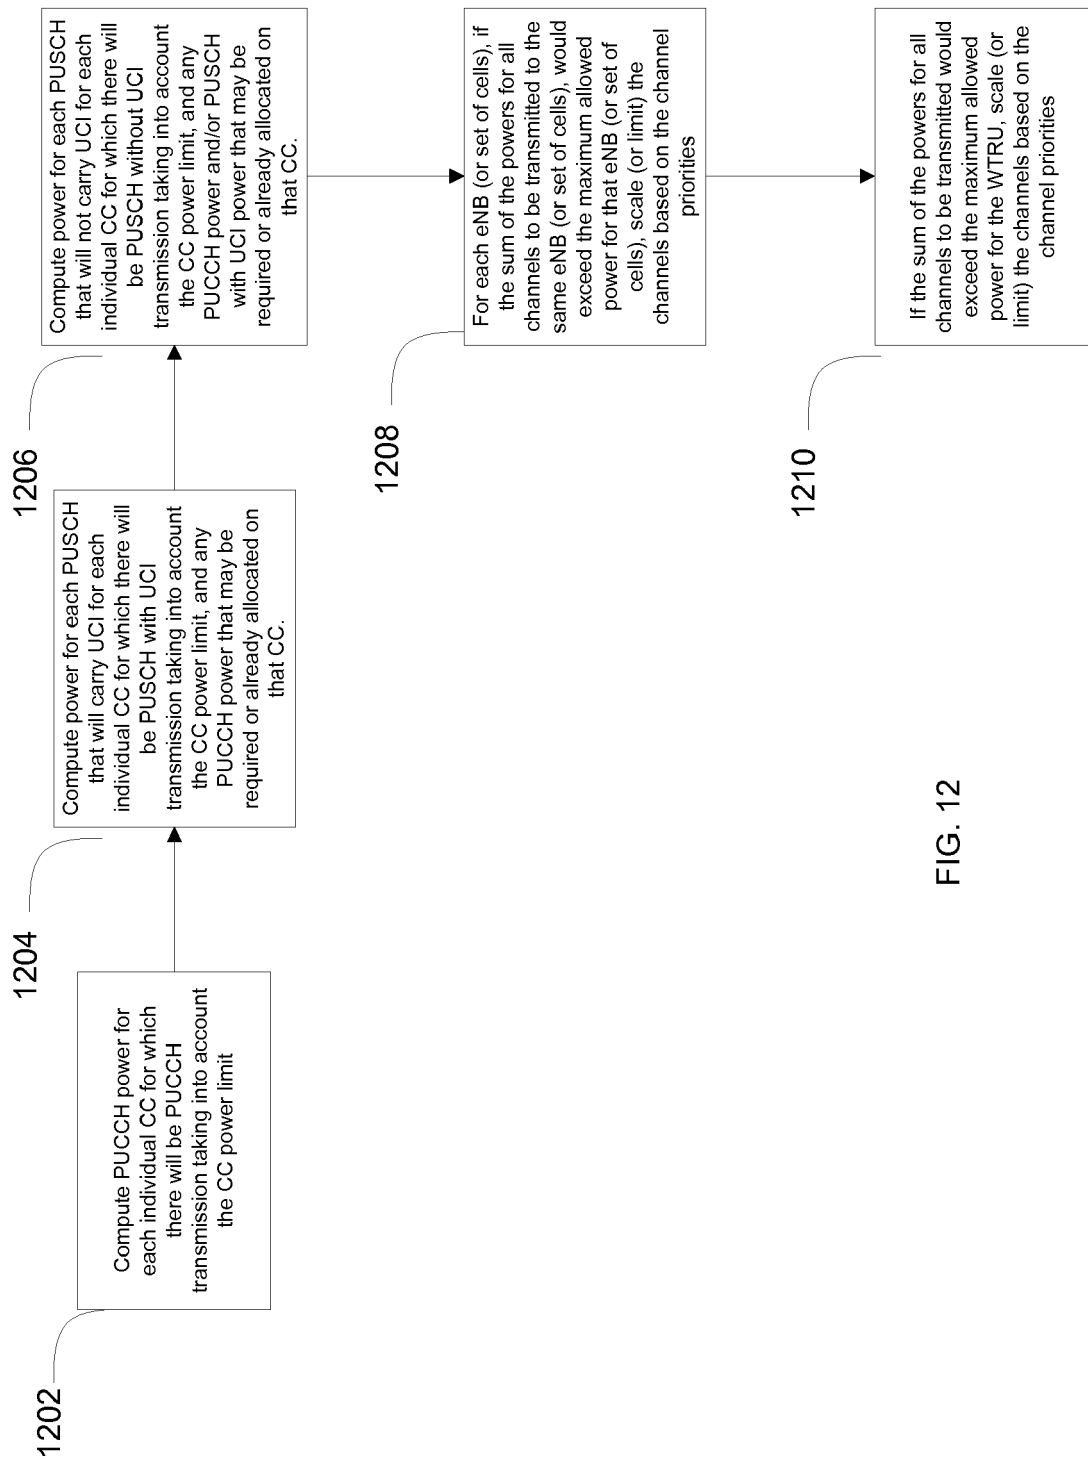 1202
Compute PUCCH power for
each individual CC for which
there will be PUCCH
transmission taking into account
the CC power limit
1204
Compute power for each PUSCH
that will carry UCI for each
individual CC for which there will
be PUSCH with UCI
transmission taking into account
the CC power limit, and any
PUCCH power that may be
required or already allocated on
that CC.
1206
Compute power for each PUSCH
that will not carry UCI for each
individual CC for which there will
be PUSCH without UCI
transmission taking into account
the CC power limit, and any
PUCCH power and/or PUSCH
with UCI power that may be
required or already allocated on
that CC.
1208
For each eNB (or set of cells), if
the sum of the powers for all
channels to be transmitted to the
same eNB (or set of cells), would
exceed the maximum allowed
power for that eNB (or set of
cells), scale (or limit) the
channels based on the channel
priorities
1210
If the sum of the powers for all
channels to be transmitted would
exceed the maximum allowed
power for the WTRU, scale (or
limit) the channels based on the
channel priorities
FIG. 12